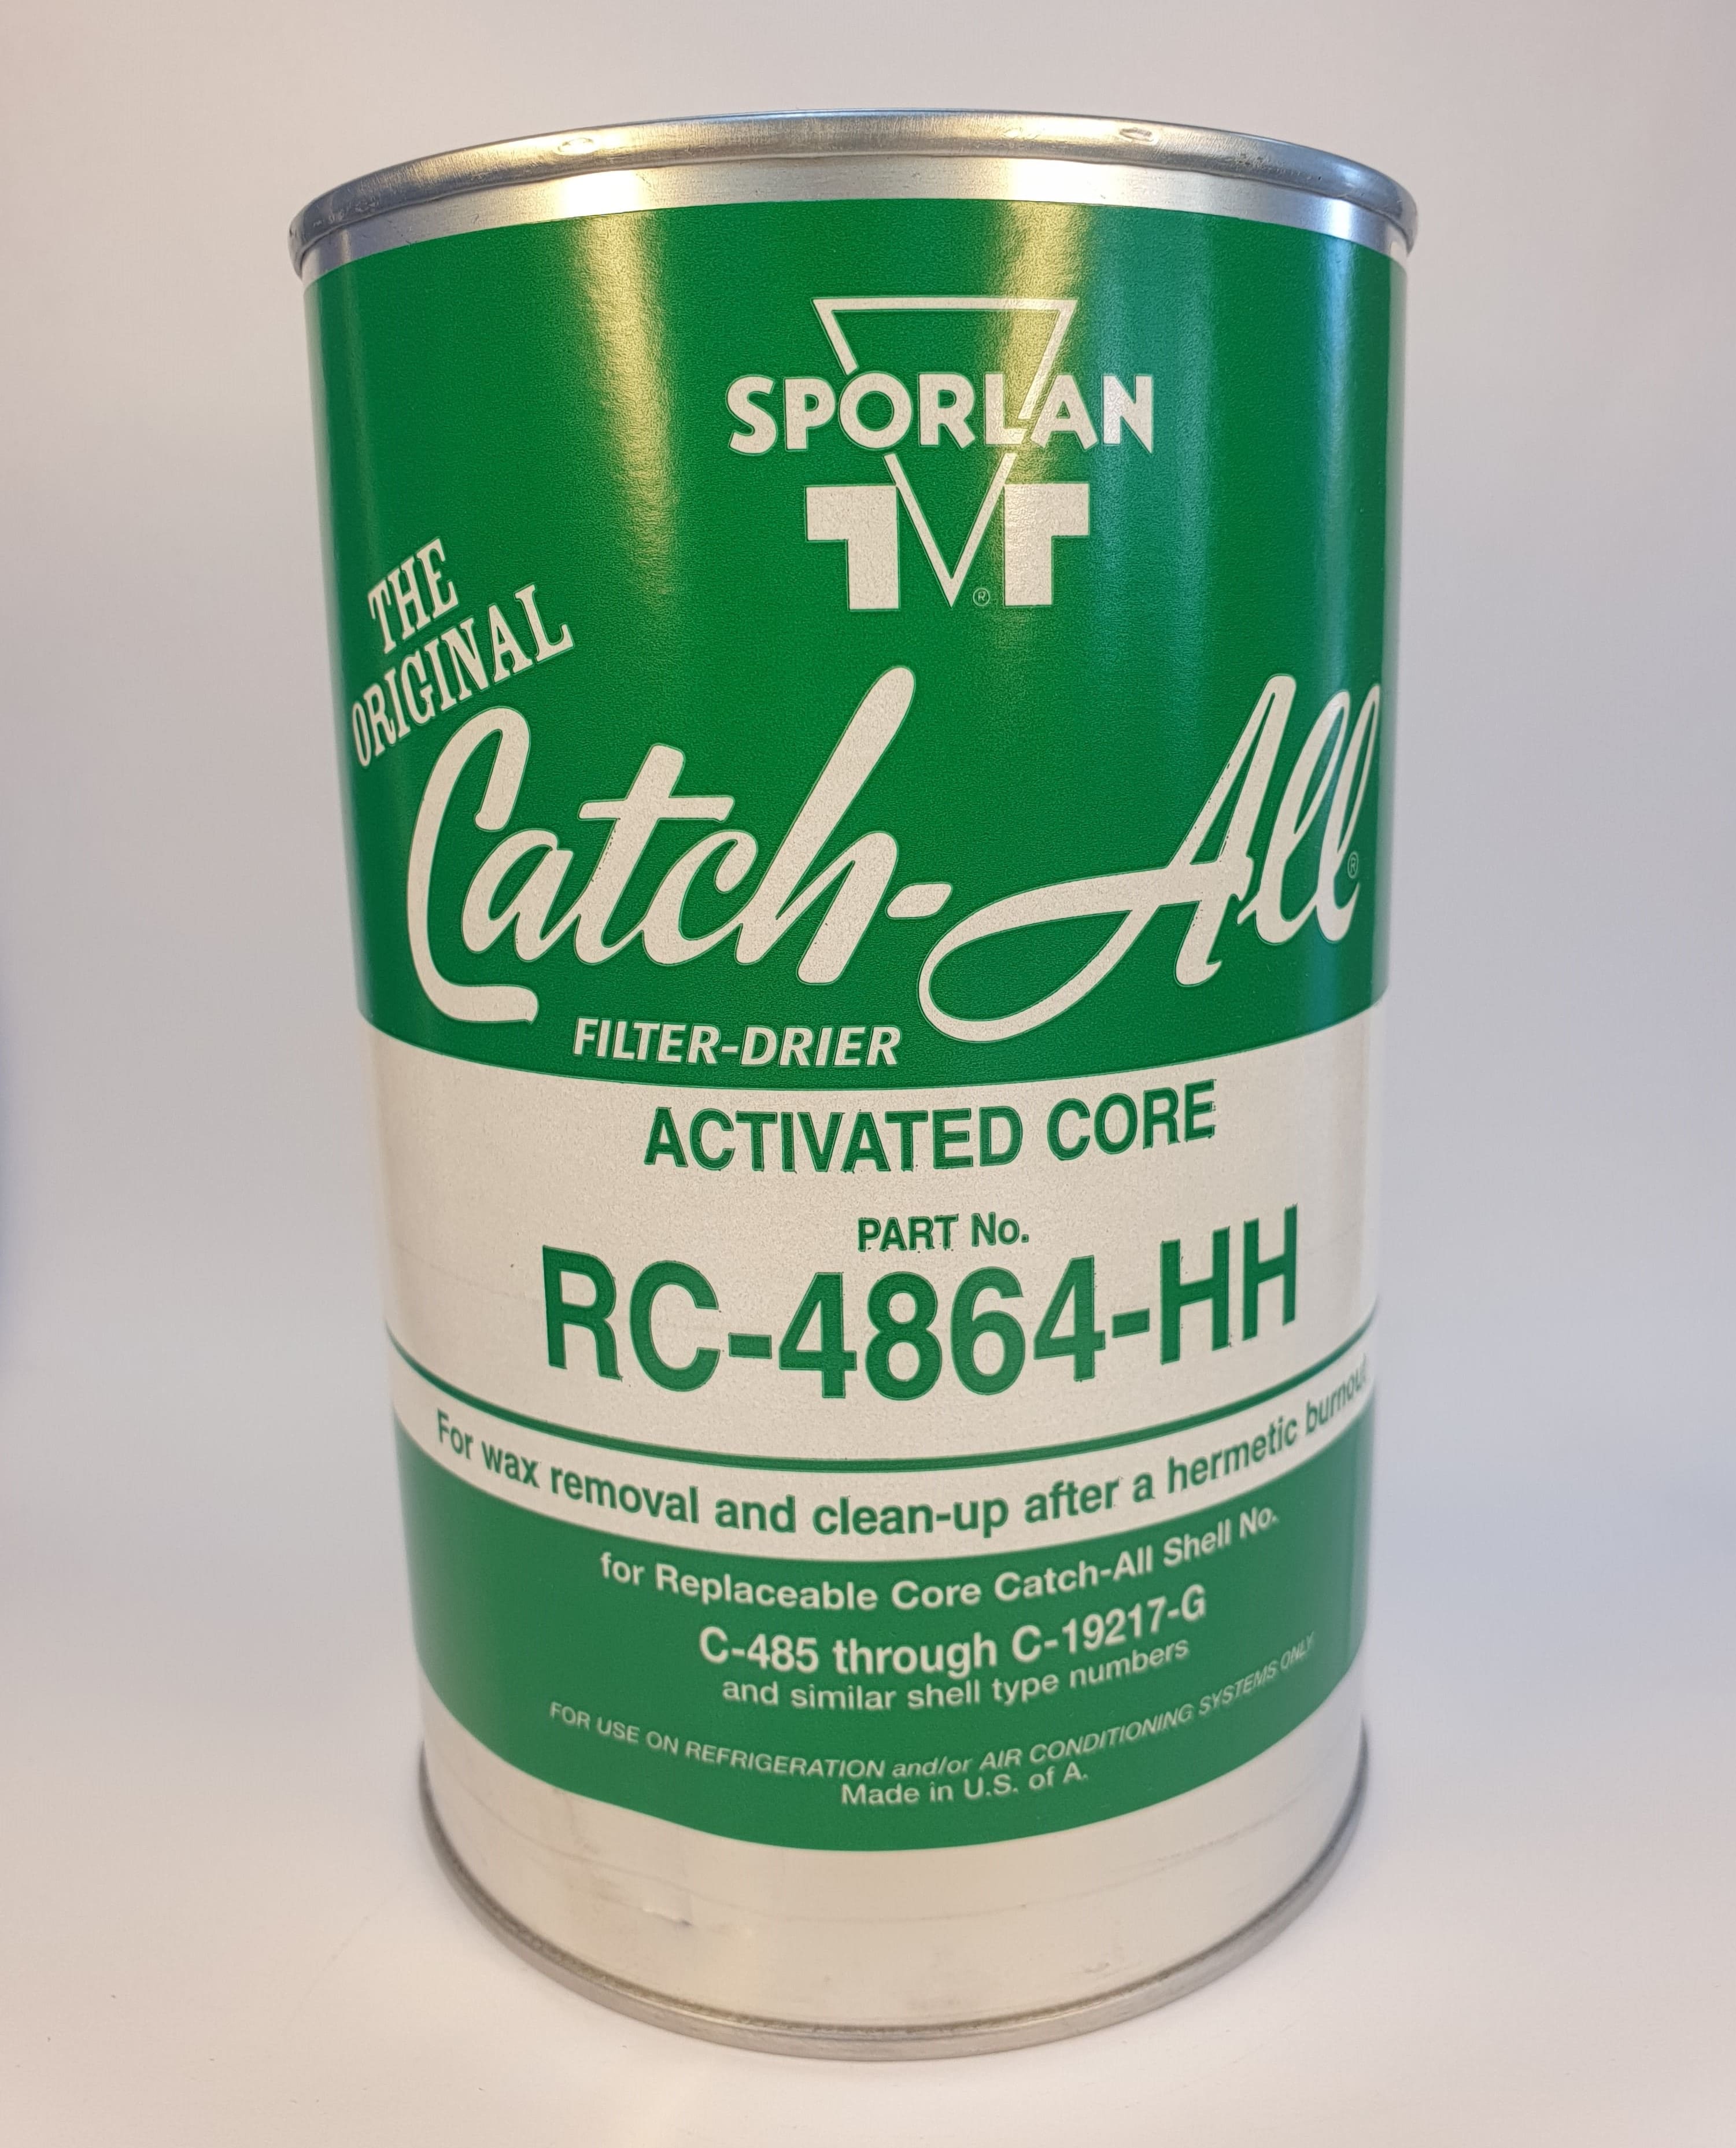 SPORLAN
THE
ORIGINAL
Catch-All®
FILTER-DRIER
ACTIVATED CORE
PART No.
RC-4864-HH
For wax removal and clean-up after a hermetic burnout
for Replaceable Core Catch-All Shell No.
C-485 through C-19217-G
and similar shell type numbers
FOR USE ON REFRIGERATION and/or AIR CONDITIONING SYSTEMS ONLY
Made in U.S. of A.